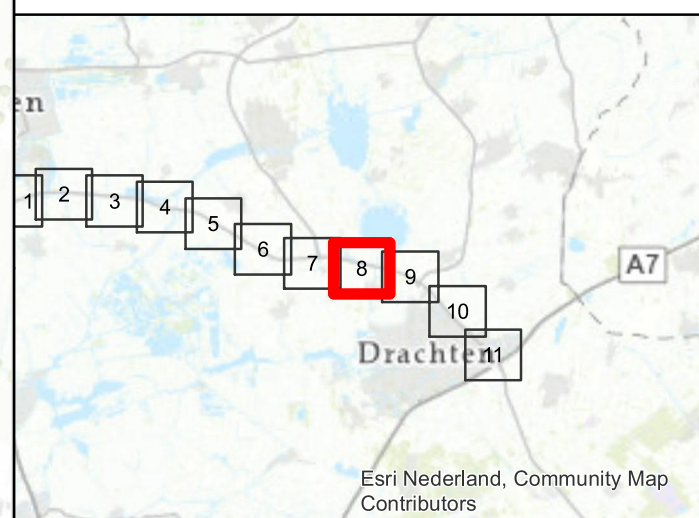 en
1
2
3
4
5
6
7
8
9
10
11
A7
Drachten
Esri Nederland, Community Map
Contributors